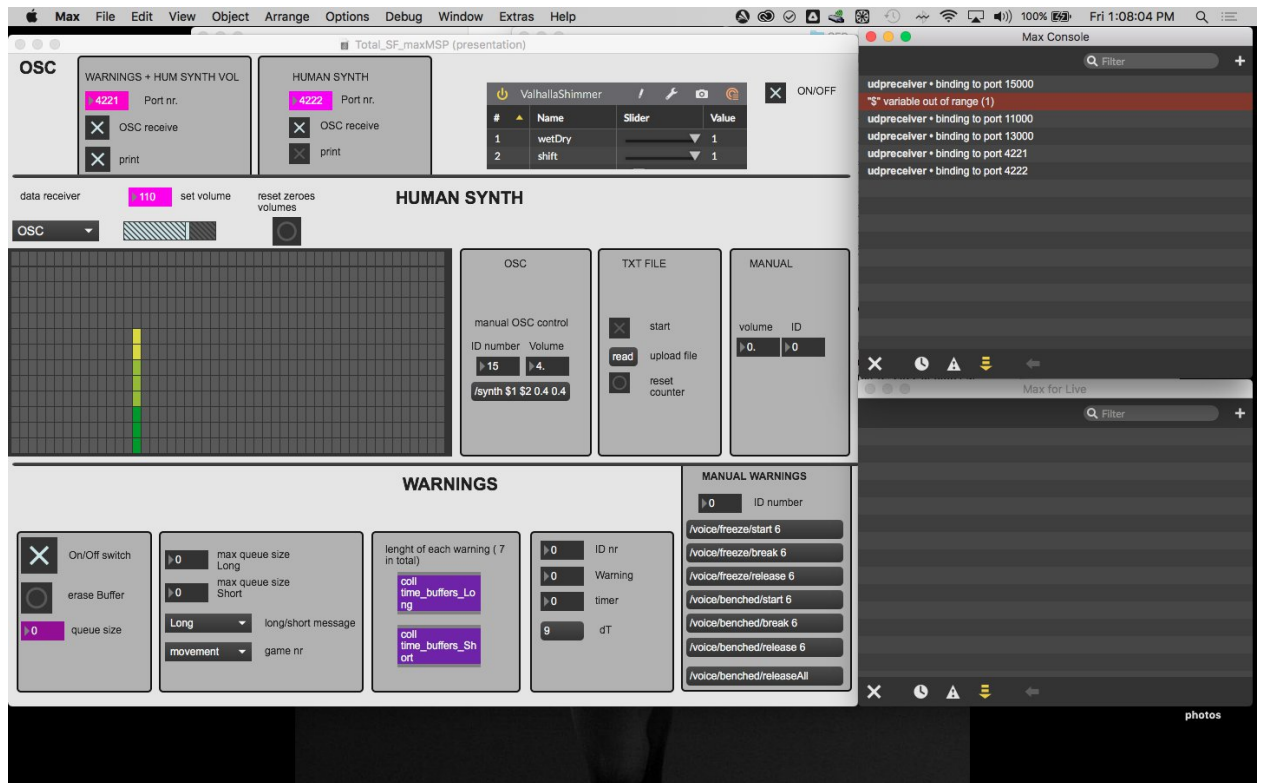 Max File Edit View Object Arrange Options Debug Window Extras Help 100% Fri 1:08:04 PM
Total_SF_maxMSP (presentation)
OSC
WARNINGS + HUM SYNTH VOL
4221 Port nr.
OSC receive
print
HUMAN SYNTH
4222 Port nr.
OSC receive
print
ValhallaShimmer
# Name Slider Value
1 wetDry 1
2 shift 1
ON/OFF
data receiver
110 set volume
reset zeroes
volumes
HUMAN SYNTH
OSC
OSC
manual OSC control
ID number Volume
15 4.
/synth $1 $2 0.4 0.4
TXT FILE
start
read upload file
reset
counter
MANUAL
volume ID
0. 0
WARNINGS
On/Off switch
erase Buffer
0 queue size
0 max queue size
Long
0 max queue size
Short
Long long/short message
movement game nr
lenght of each warning ( 7
in total)
coll
time_buffers_Lo
ng
coll
time_buffers_Sh
ort
0 ID nr
0 Warning
0 timer
9 dT
MANUAL WARNINGS
0 ID number
/voice/freeze/start 6
/voice/freeze/break 6
/voice/freeze/release 6
/voice/benched/start 6
/voice/benched/break 6
/voice/benched/release 6
/voice/benched/releaseAll
Max Console
Filter
udpreceiver • binding to port 15000
"$" variable out of range (1)
udpreceiver • binding to port 11000
udpreceiver • binding to port 13000
udpreceiver • binding to port 4221
udpreceiver • binding to port 4222
Max for Live
Filter
photos